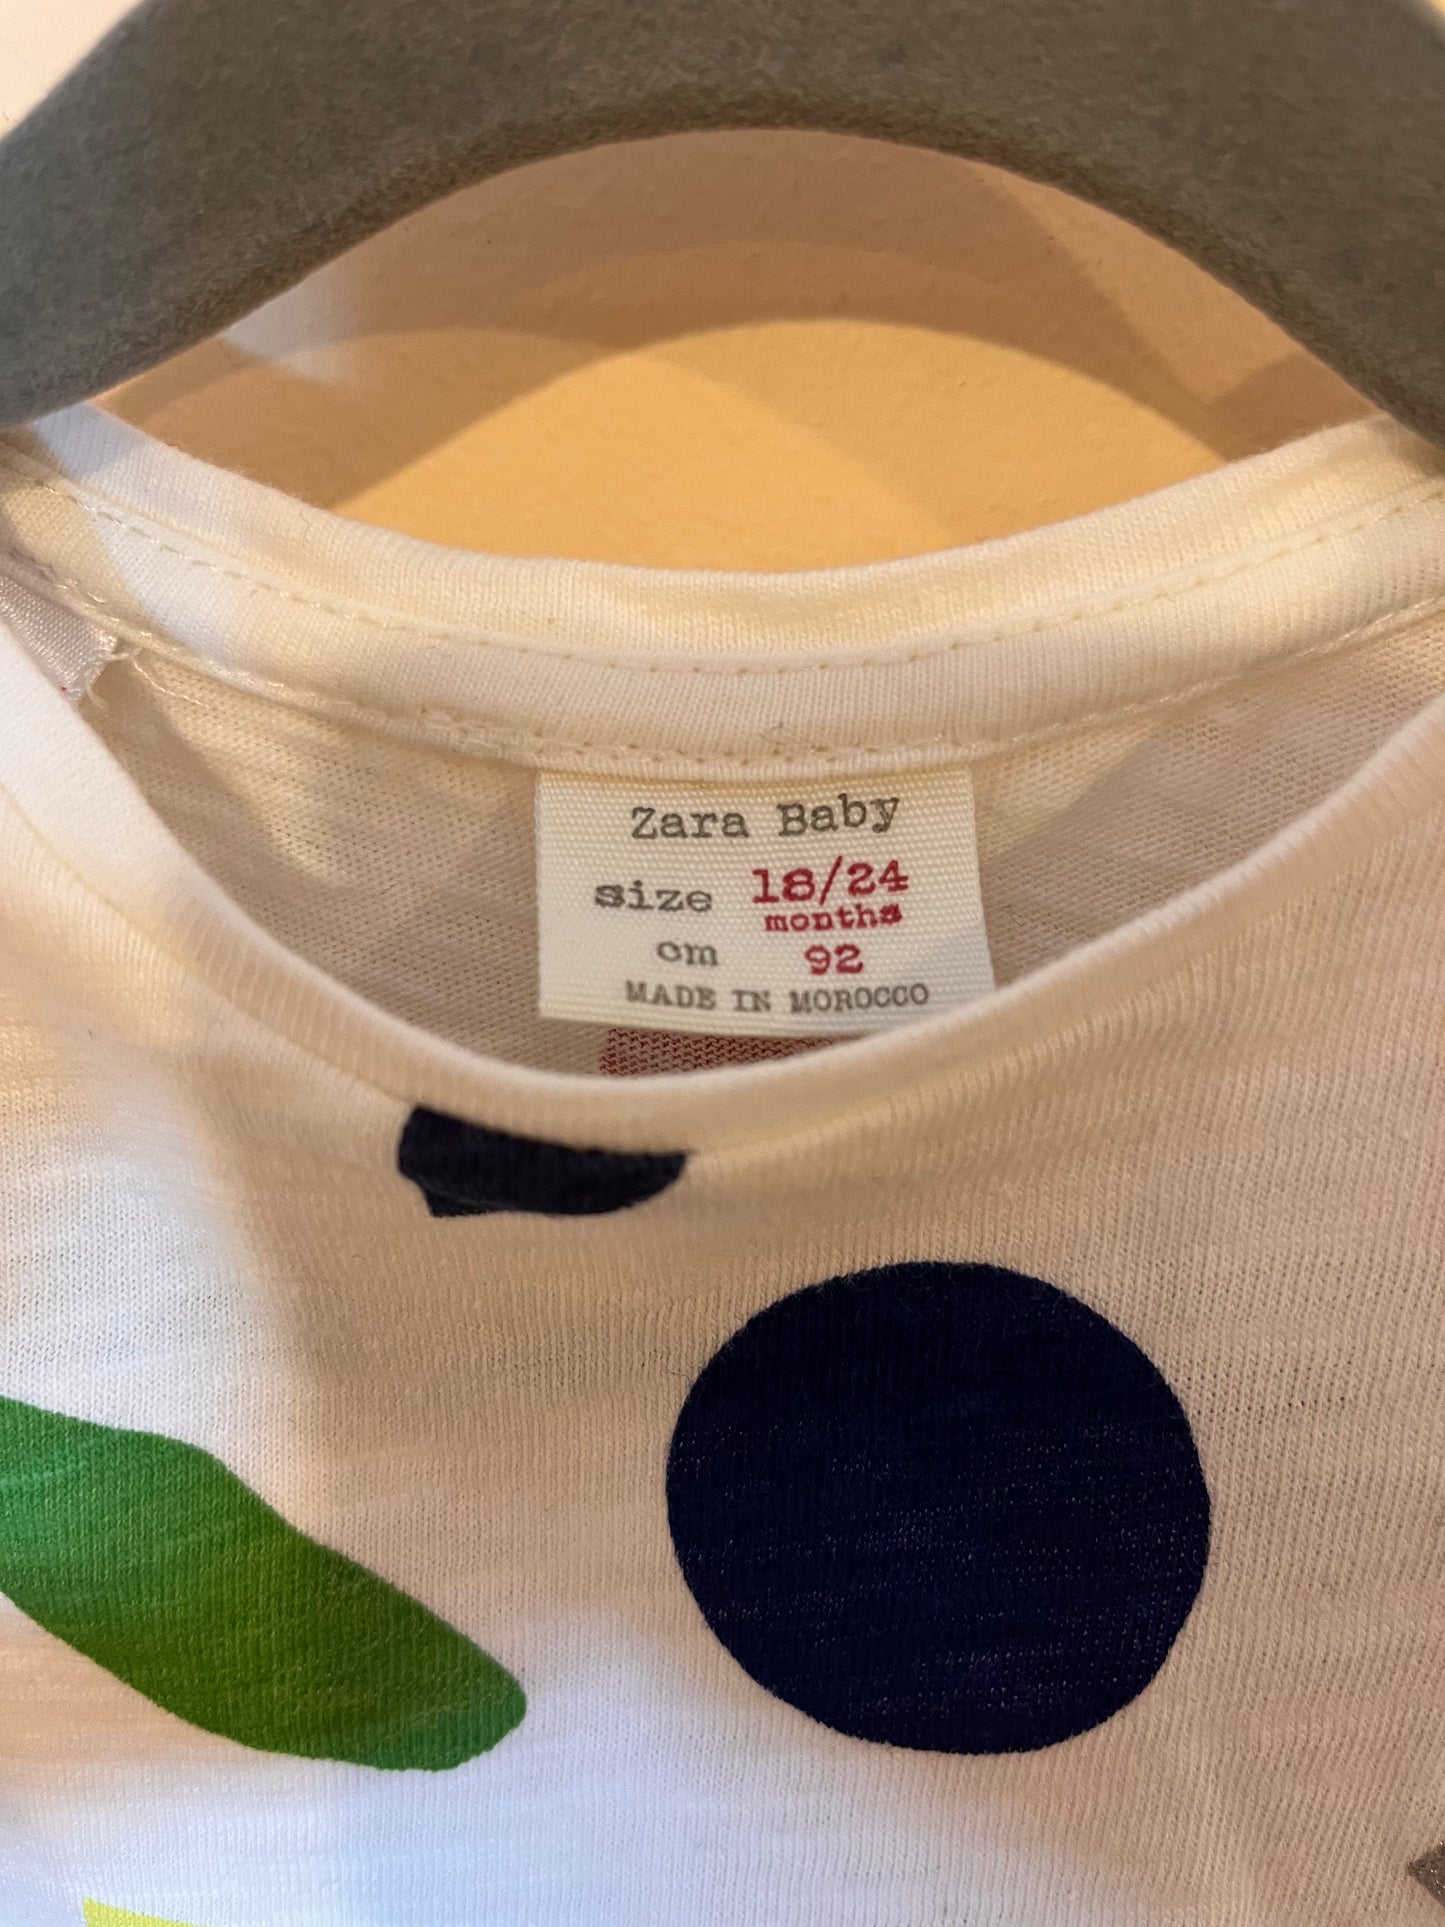 Zara Baby
size 18/24
months
cm 92
MADE IN MOROCCO